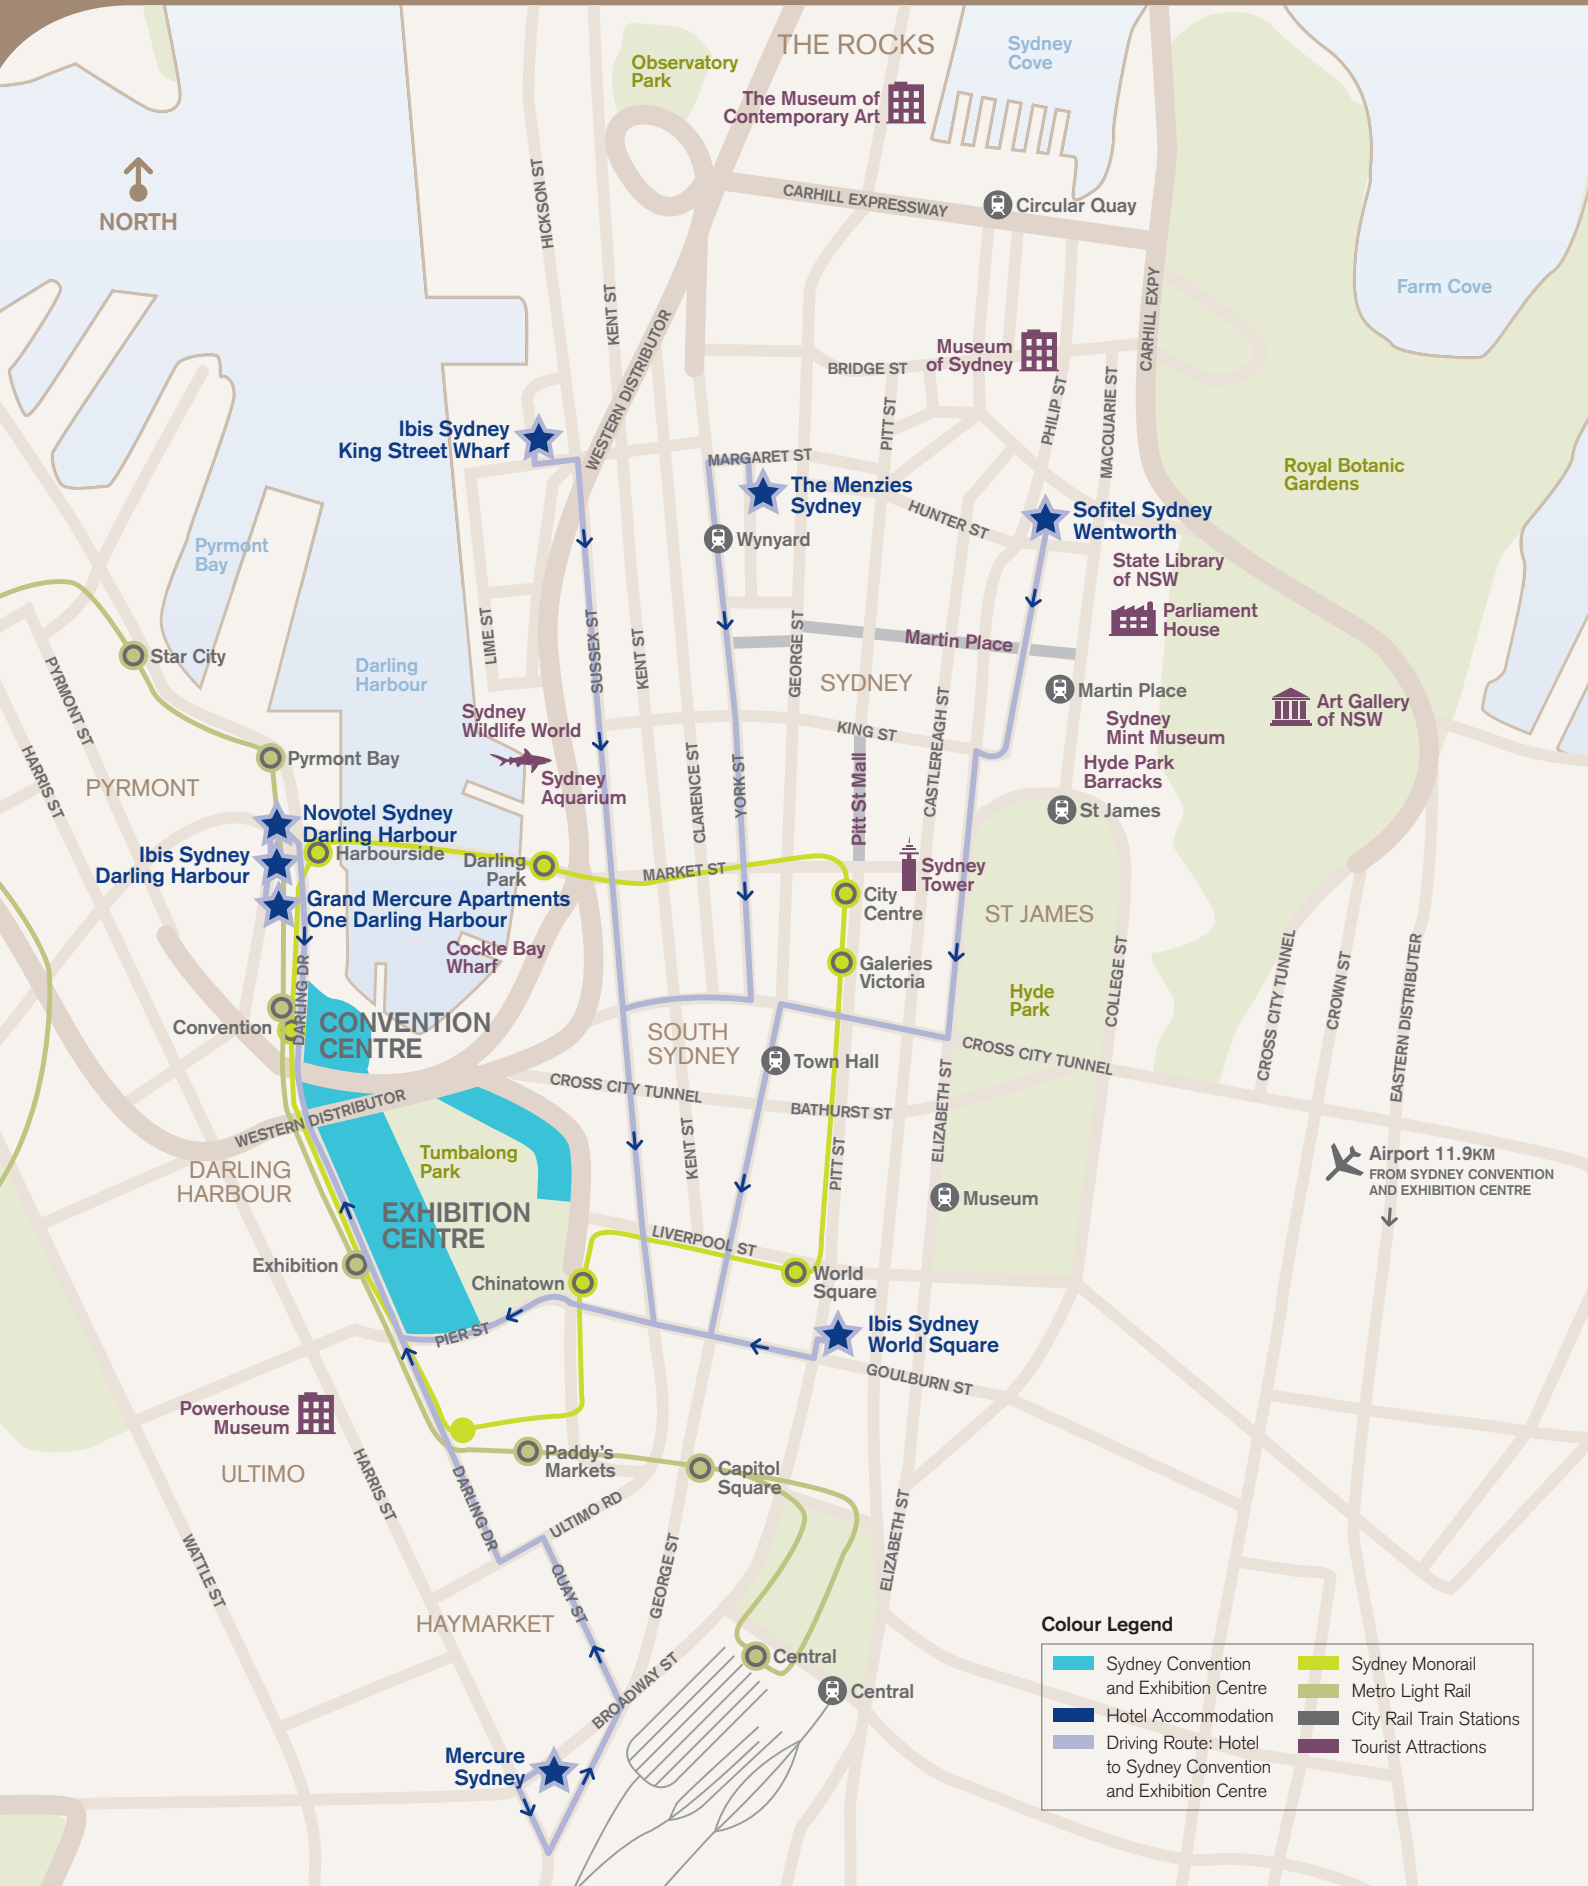 THE ROCKS
Sydney
Cove
Observatory
Park
The Museum of
Contemporary Art
NORTH
HICKSON ST
CARHILL EXPRESSWAY
Circular Quay
KENT ST
WESTERN DISTRIBUTOR
CARHILL EXPY
Farm Cove
Museum
of Sydney
BRIDGE ST
PITT ST
PHILIP ST
MACQUARIE ST
Ibis Sydney
King Street Wharf
MARGARET ST
The Menzies
Sydney
HUNTER ST
Sofitel Sydney
Wentworth
Royal Botanic
Gardens
Wynyard
Pyrmont
Bay
State Library
of NSW
Parliament
House
LIME ST
SUSSEX ST
KENT ST
GEORGE ST
Martin Place
Star City
PYRMONT ST
Darling
Harbour
SYDNEY
Martin Place
CASTLEREAGH ST
Art Gallery
of NSW
Sydney
Wildlife World
KING ST
Sydney
Mint Museum
HARRIS ST
Pyrmont Bay
PYRMONT
Sydney
Aquarium
CLARENCE ST
YORK ST
Pitt St Mall
Hyde Park
Barracks
St James
Novotel Sydney
Darling Harbour
Ibis Sydney
Darling Harbour
Harbourside
Darling
Park
MARKET ST
Sydney
Tower
Grand Mercure Apartments
One Darling Harbour
City
Centre
ST JAMES
Cockle Bay
Wharf
Galeries
Victoria
DARLING DR
Hyde
Park
COLLEGE ST
CROSS CITY TUNNEL
CROWN ST
EASTERN DISTRIBUTER
Convention
CONVENTION
CENTRE
SOUTH
SYDNEY
Town Hall
CROSS CITY TUNNEL
CROSS CITY TUNNEL
BATHURST ST
ELIZABETH ST
WESTERN DISTRIBUTOR
KENT ST
PITT ST
Tumbalong
Park
DARLING
HARBOUR
Airport 11.9KM
FROM SYDNEY CONVENTION
AND EXHIBITION CENTRE
Museum
EXHIBITION
CENTRE
LIVERPOOL ST
Exhibition
Chinatown
World
Square
PIER ST
Ibis Sydney
World Square
GOULBURN ST
Powerhouse
Museum
ULTIMO
HARRIS ST
Paddy's
Markets
Capitol
Square
DARLING DR
ULTIMO RD
ELIZABETH ST
WATTLE ST
QUAY ST
GEORGE ST
HAYMARKET
BROADWAY ST
Central
Central
Mercure
Sydney
Colour Legend
Sydney Convention
and Exhibition Centre
Hotel Accommodation
Driving Route: Hotel
to Sydney Convention
and Exhibition Centre
Sydney Monorail
Metro Light Rail
City Rail Train Stations
Tourist Attractions